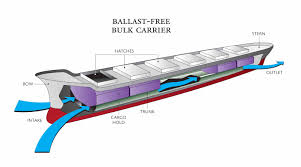 BALLAST-FREE
BULK CARRIER
STERN
HATCHES
OUTLET
BOW
INTAKE
CARGO
HOLD
TRUNK